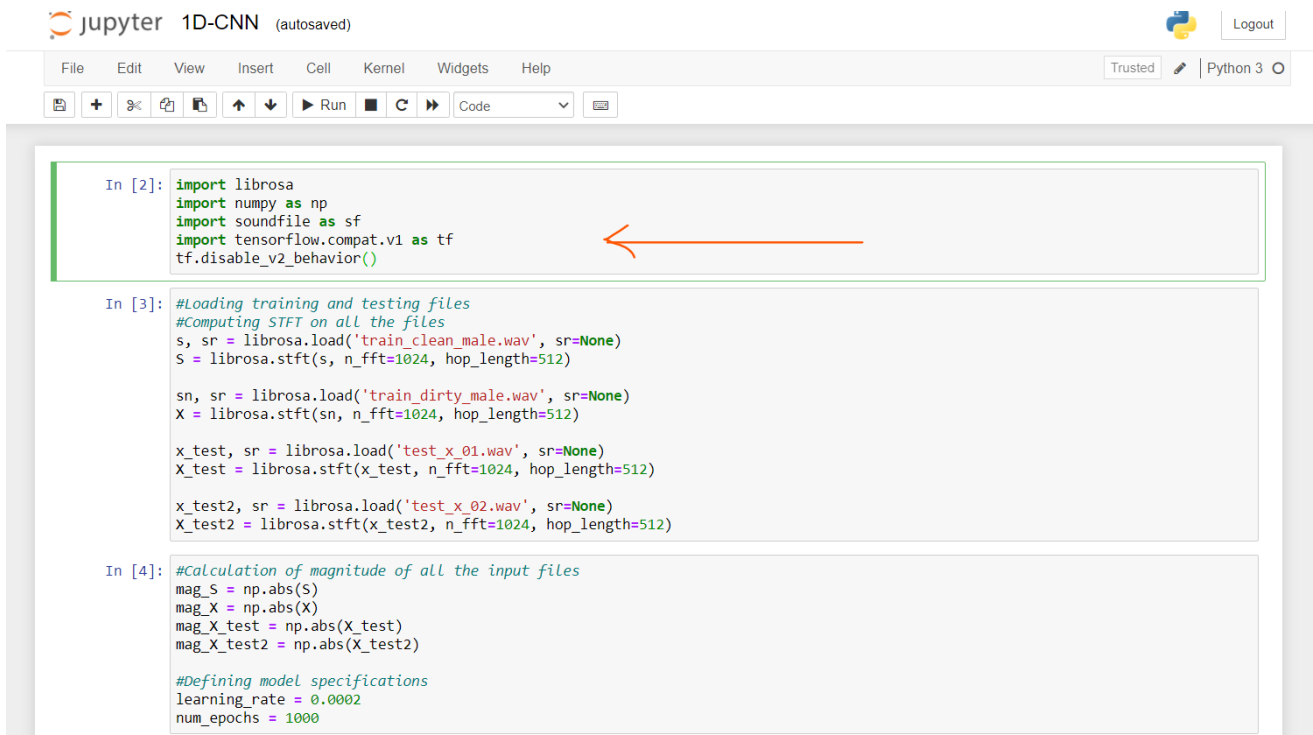 jupyter 1D-CNN (autosaved)
Logout
File Edit View Insert Cell Kernel Widgets Help
Trusted Python 3
Run Code
In [2]: import librosa
import numpy as np
import soundfile as sf
import tensorflow.compat.v1 as tf
tf.disable_v2_behavior()
In [3]: #Loading training and testing files
#Computing STFT on all the files
s, sr = librosa.load('train_clean_male.wav', sr=None)
S = librosa.stft(s, n_fft=1024, hop_length=512)
sn, sr = librosa.load('train_dirty_male.wav', sr=None)
X = librosa.stft(sn, n_fft=1024, hop_length=512)
x_test, sr = librosa.load('test_x_01.wav', sr=None)
X_test = librosa.stft(x_test, n_fft=1024, hop_length=512)
x_test2, sr = librosa.load('test_x_02.wav', sr=None)
X_test2 = librosa.stft(x_test2, n_fft=1024, hop_length=512)
In [4]: #Calculation of magnitude of all the input files
mag_S = np.abs(S)
mag_X = np.abs(X)
mag_X_test = np.abs(X_test)
mag_X_test2 = np.abs(X_test2)
#Defining model specifications
learning_rate = 0.0002
num_epochs = 1000